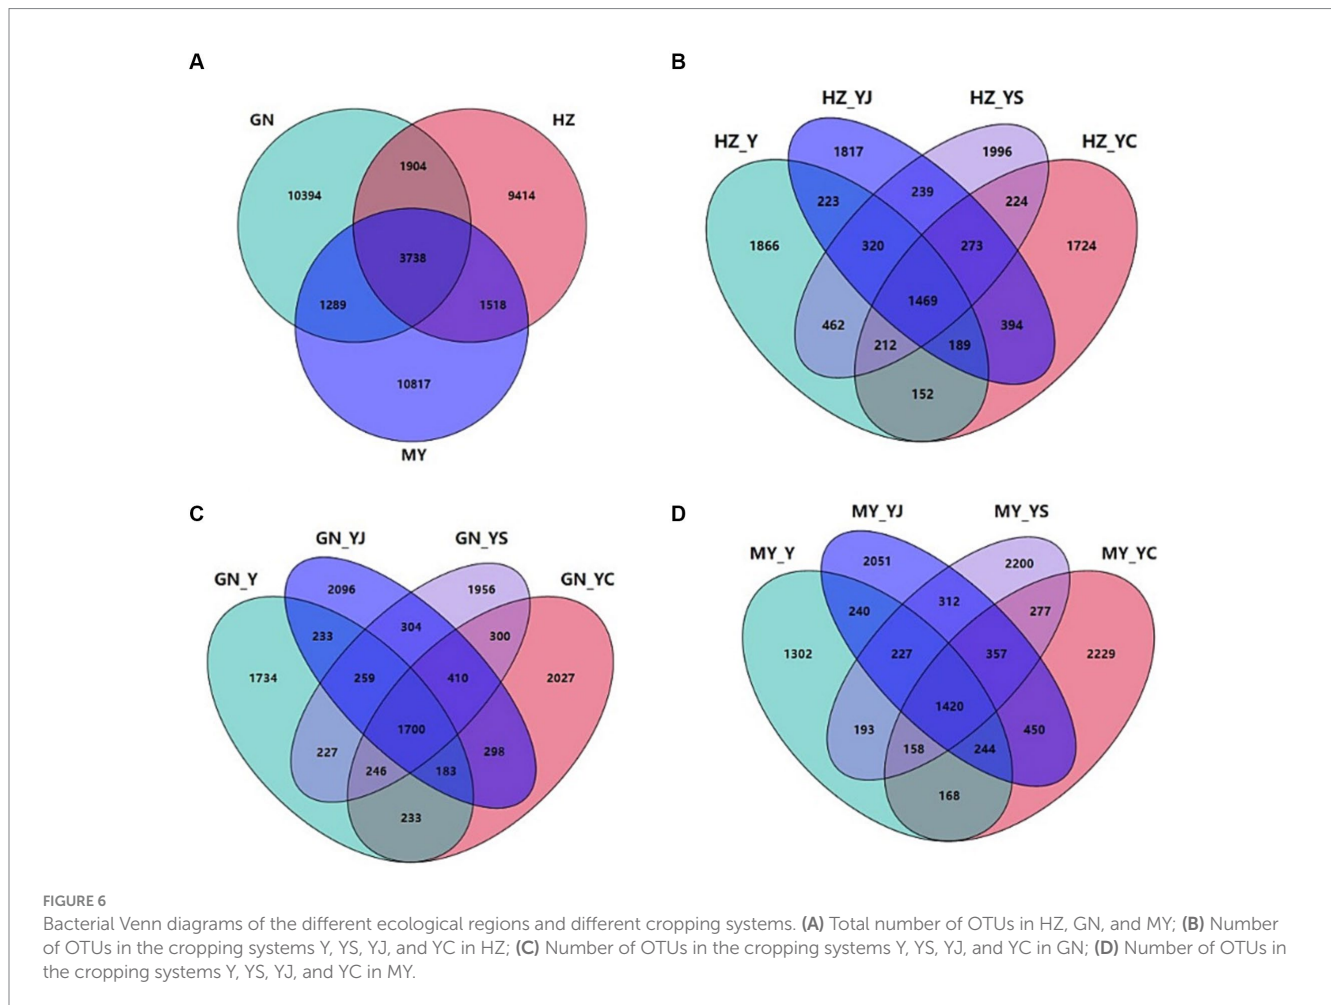 A
GN
HZ
1904
10394
9414
3738
1289
1518
10817
MY
B
HZ_YJ
HZ_YS
HZ_Y
HZ_YC
1817
1996
239
223
224
1866
320
273
1724
1469
462
394
212
189
152
C
GN_YJ
GN_YS
GN_Y
GN_YC
2096
1956
304
233
300
1734
259
410
2027
1700
227
298
246
183
233
D
MY_YJ
MY_YS
MY_Y
MY_YC
2051
2200
312
240
277
1302
227
357
2229
1420
193
450
158
244
168
FIGURE 6
Bacterial Venn diagrams of the different ecological regions and different cropping systems. (A) Total number of OTUs in HZ, GN, and MY; (B) Number
of OTUs in the cropping systems Y, YS, YJ, and YC in HZ; (C) Number of OTUs in the cropping systems Y, YS, YJ, and YC in GN; (D) Number of OTUs in
the cropping systems Y, YS, YJ, and YC in MY.